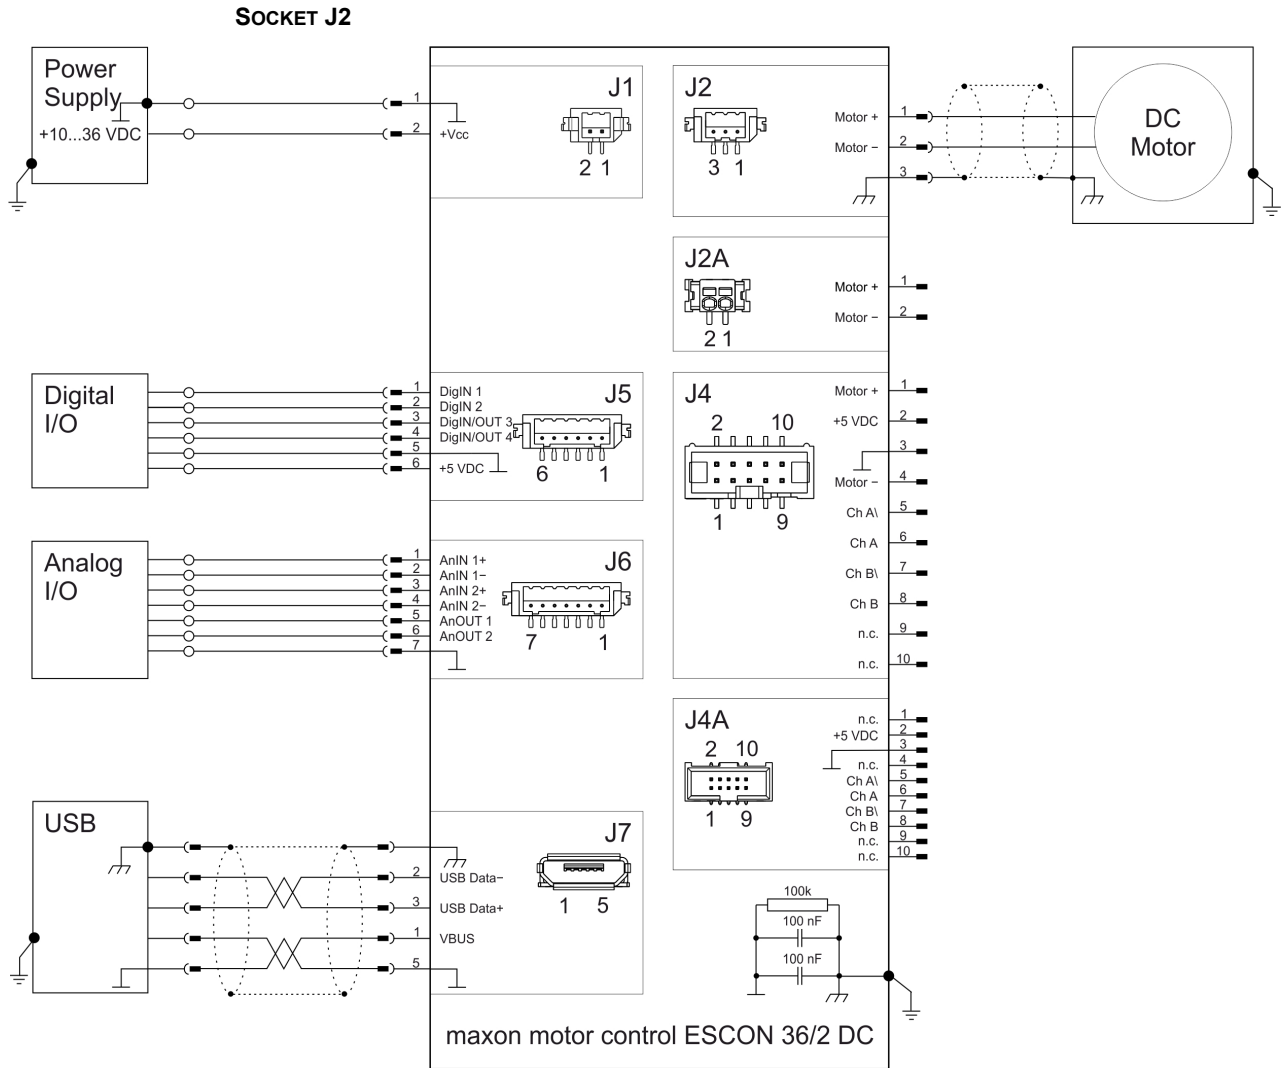 SOCKET J2
Power
Supply
+10...36 VDC
1
2
+Vcc
J1
2 1
J2
3 1
Motor +
Motor −
1
2
3
DC
Motor
J2A
2 1
Motor +
Motor −
1
2
Digital
I/O
1
2
3
4
5
6
DigIN 1
DigIN 2
DigIN/OUT 3
DigIN/OUT 4
+5 VDC
J5
6 1
J4
2 10
1 9
Motor +
+5 VDC
Motor −
Ch A\
Ch A
Ch B\
Ch B
n.c.
n.c.
1
2
3
4
5
6
7
8
9
10
Analog
I/O
1
2
3
4
5
6
7
AnIN 1+
AnIN 1−
AnIN 2+
AnIN 2−
AnOUT 1
AnOUT 2
J6
7 1
J4A
2 10
1 9
n.c.
+5 VDC
n.c.
Ch A\
Ch A
Ch B\
Ch B
n.c.
n.c.
1
2
3
4
5
6
7
8
9
10
USB
2
3
1
5
USB Data−
USB Data+
VBUS
J7
1 5
100k
100 nF
100 nF
maxon motor control ESCON 36/2 DC